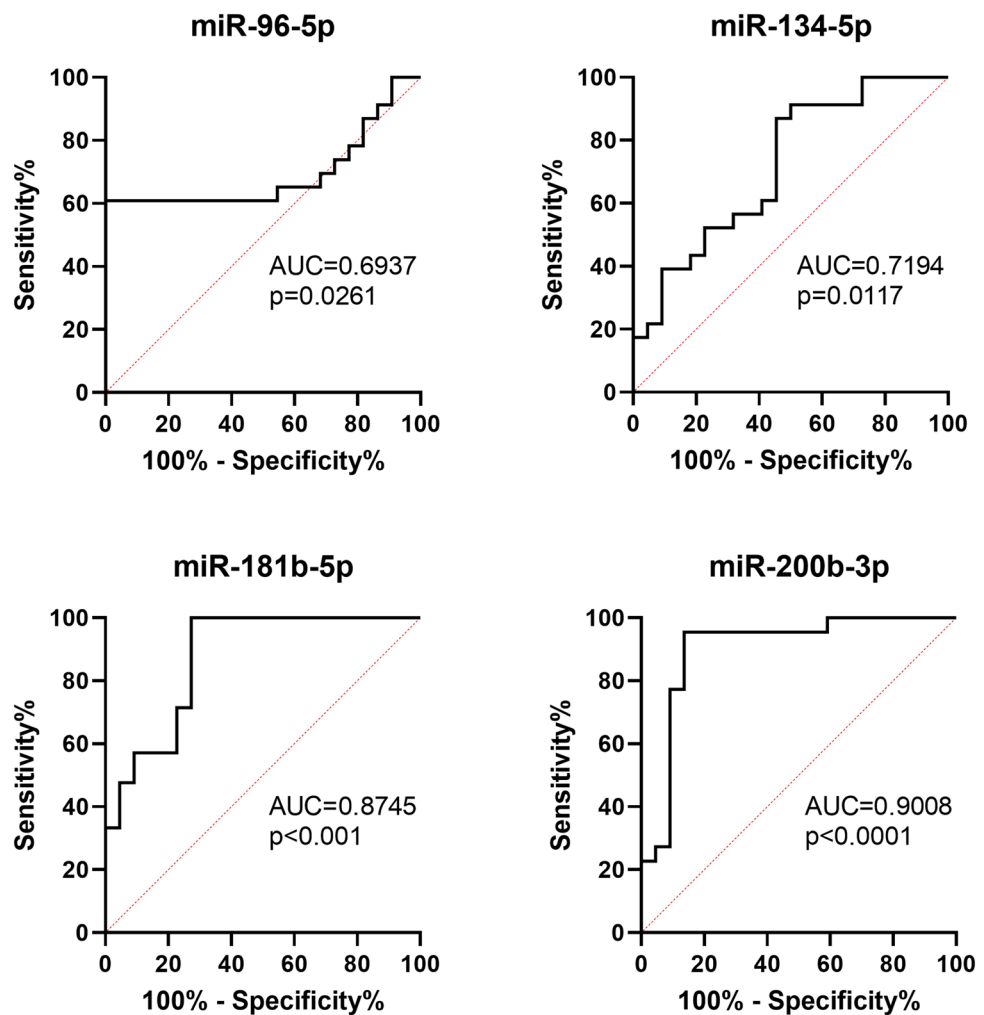 miR-96-5p
100
80
60
40
20
0
Sensitivity%
AUC=0.6937
p=0.0261
0 20 40 60 80 100
100% - Specificity%
miR-134-5p
100
80
60
40
20
0
Sensitivity%
AUC=0.7194
p=0.0117
0 20 40 60 80 100
100% - Specificity%
miR-181b-5p
100
80
60
40
20
0
Sensitivity%
AUC=0.8745
p<0.001
0 20 40 60 80 100
100% - Specificity%
miR-200b-3p
100
80
60
40
20
0
Sensitivity%
AUC=0.9008
p<0.0001
0 20 40 60 80 100
100% - Specificity%